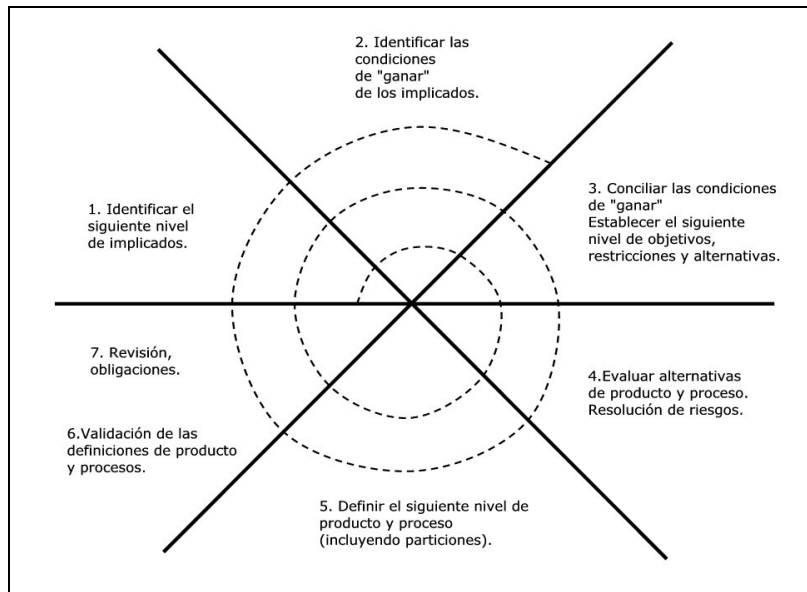 2. Identificar las
condiciones
de "ganar"
de los implicados.
1. Identificar el
siguiente nivel
de implicados.
3. Conciliar las condiciones
de "ganar"
Establecer el siguiente
nivel de objetivos,
restricciones y alternativas.
7. Revisión,
obligaciones.
4.Evaluar alternativas
de producto y proceso.
Resolución de riesgos.
6.Validación de las
definiciones de producto
y procesos.
5. Definir el siguiente nivel de
producto y proceso
(incluyendo particiones).